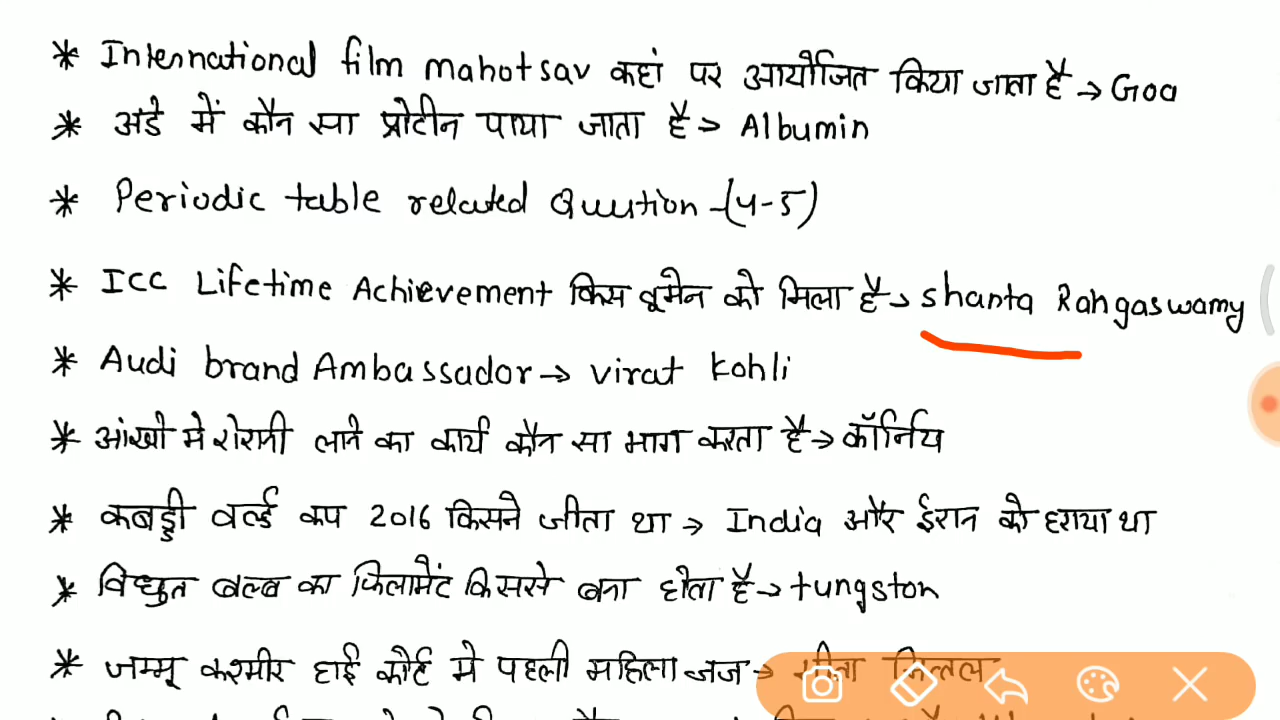 * International film mahotsav कहां पर आयोजित किया जाता है → Goa
* अंडे में कौन सा प्रोटीन पाया जाता है → Albumin
* Periodic table related Question -(4-5)
* ICC Lifetime Achievement किस वूमेन को मिला है → shanta Rangaswamy
* Audi brand Ambassador → virat kohli
* आंखो मे रोशनी लाने का कार्य कौन सा भाग करता है → कॉर्निय
* कबड्डी वर्ल्ड कप 2016 किसने जीता था → India और ईरान को हराया था
* विधुत बल्ब का फिलामेंट किससे बना होता है → tungston
* जम्मू कश्मीर हाई कोर्ट मे पहली महिला जज →